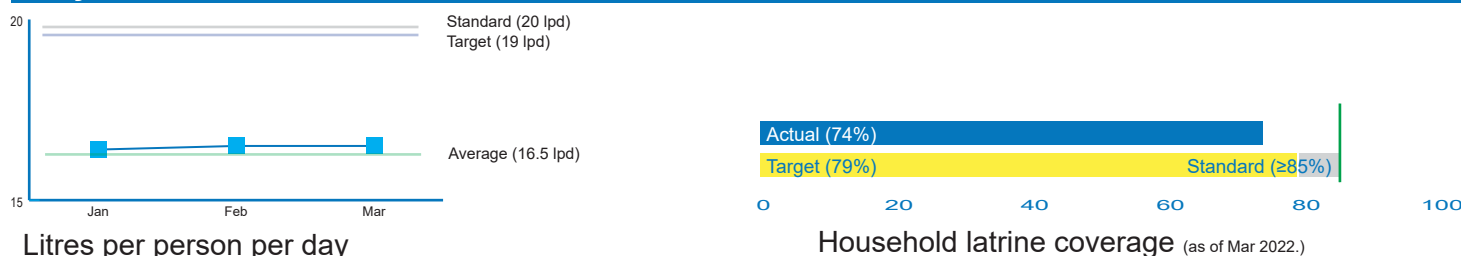 20
Standard (20 lpd)
Target (19 lpd)
Average (16.5 lpd)
15
Jan Feb Mar
Litres per person per day
Actual (74%)
Target (79%) Standard (≥85%)
0 20 40 60 80 100
Household latrine coverage (as of Mar 2022.)